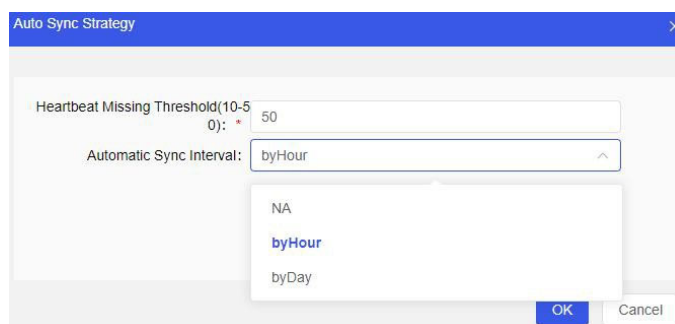 Auto Sync Strategy
Heartbeat Missing Threshold(10-5
0): *
50
Automatic Sync Interval:
byHour
NA
byHour
byDay
OK
Cancel